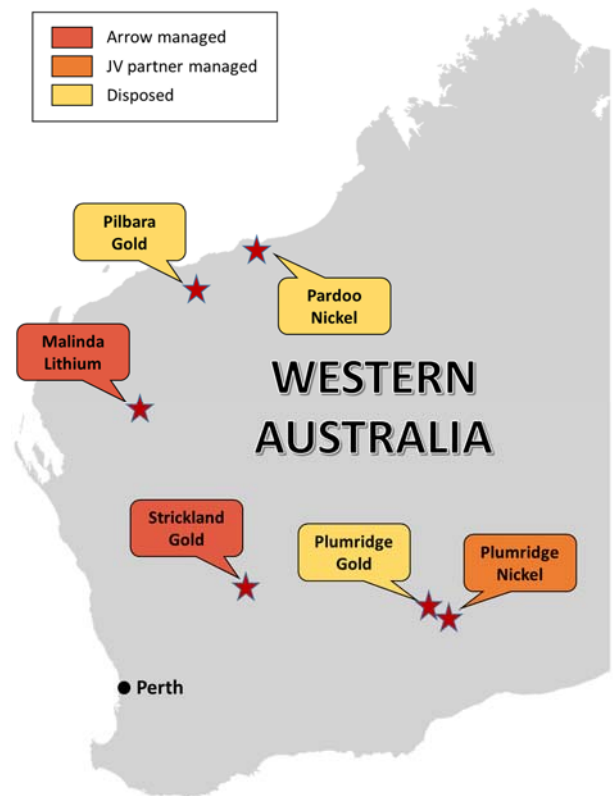 Arrow managed
JV partner managed
Disposed
Pilbara
Gold
Pardoo
Nickel
Malinda
Lithium
WESTERN
AUSTRALIA
Strickland
Gold
Plumridge
Gold
Plumridge
Nickel
Perth